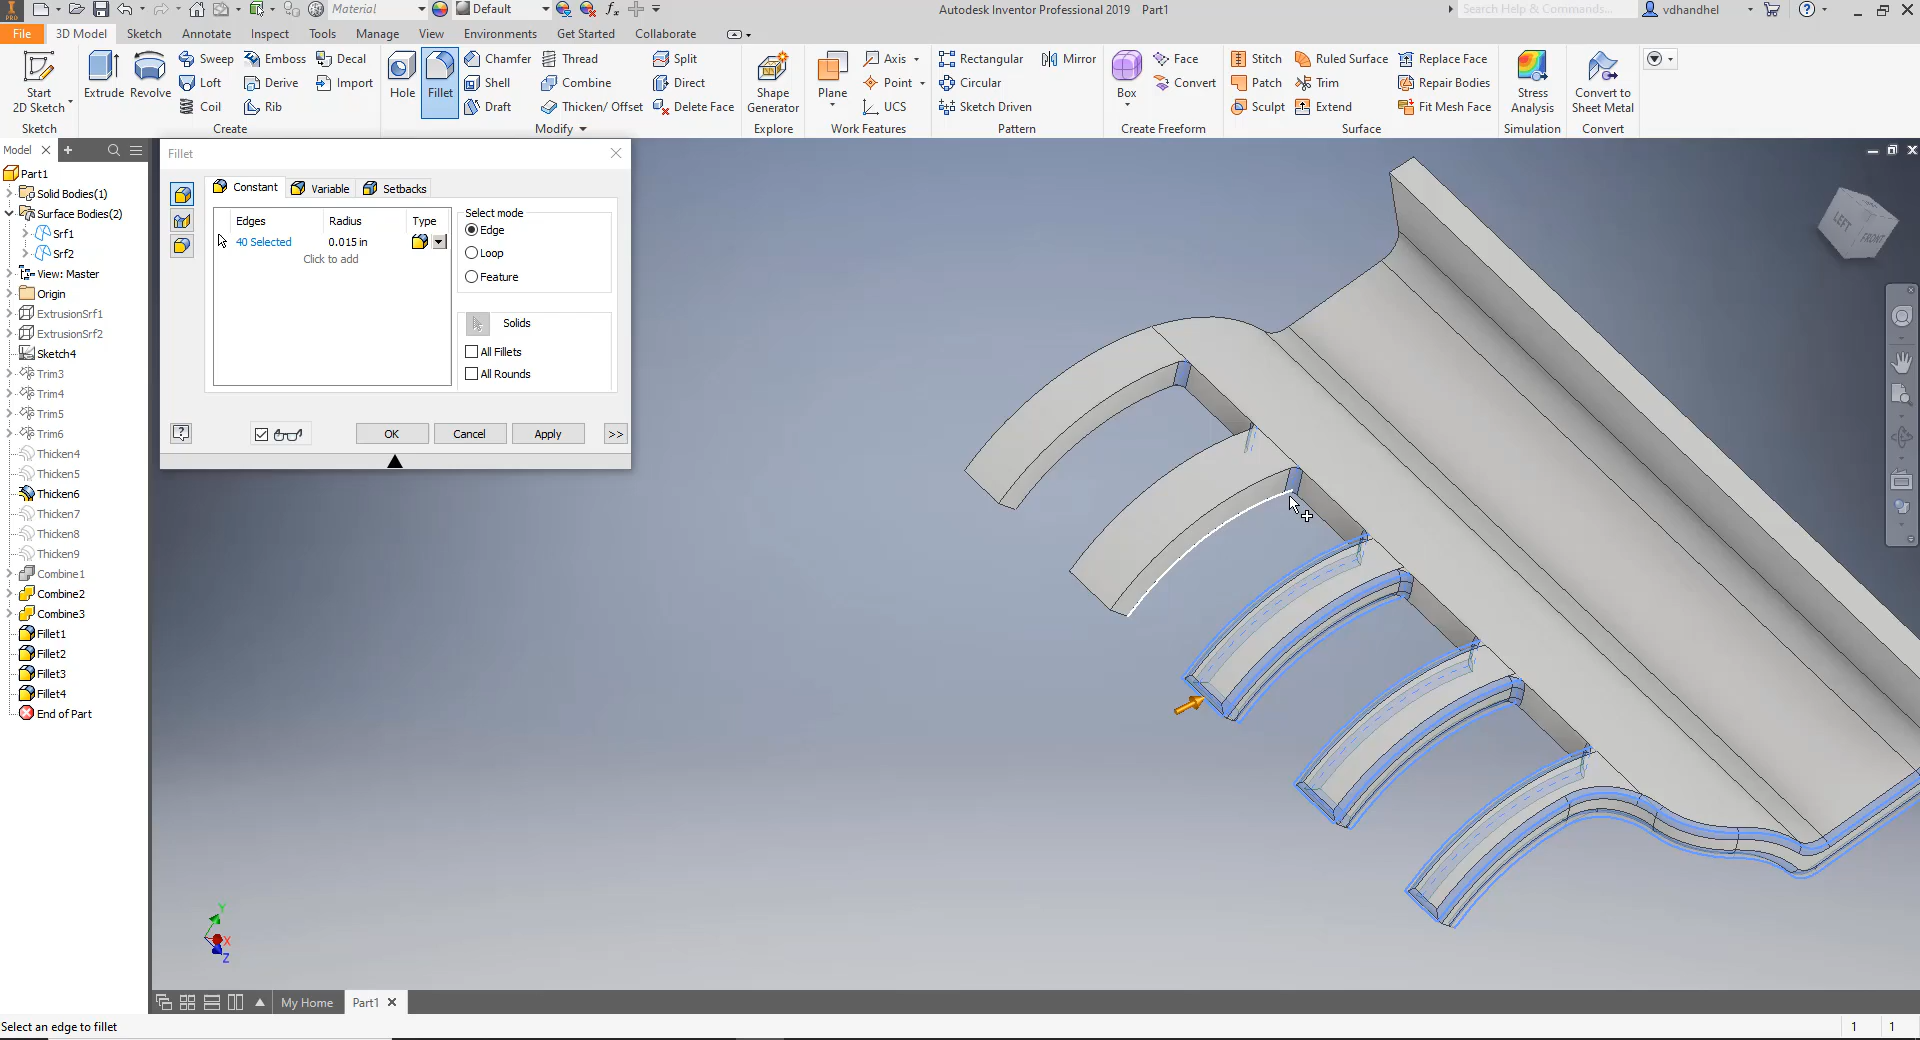 Material
Default
Autodesk Inventor Professional 2019 Part1
Search Help & Commands...
vdhandhel
PRO
File 3D Model Sketch Annotate Inspect Tools Manage View Environments Get Started Collaborate
Start 2D Sketch
Sketch
Extrude
Revolve
Sweep Emboss Decal
Loft Derive Import
Coil Rib
Create
Hole
Fillet
Chamfer Thread Split
Shell Combine Direct
Draft Thicken/ Offset Delete Face
Modify
Shape Generator
Explore
Plane
Axis
Point
UCS
Work Features
Rectangular Mirror
Circular
Sketch Driven
Pattern
Box
Face
Convert
Create Freeform
Stitch Ruled Surface Replace Face
Patch Trim Repair Bodies
Sculpt Extend Fit Mesh Face
Surface
Stress Analysis
Simulation
Convert to Sheet Metal
Convert
Model
Part1
Solid Bodies(1)
Surface Bodies(2)
Srf1
Srf2
View: Master
Origin
ExtrusionSrf1
ExtrusionSrf2
Sketch4
Trim3
Trim4
Trim5
Trim6
Thicken4
Thicken5
Thicken6
Thicken7
Thicken8
Thicken9
Combine1
Combine2
Combine3
Fillet1
Fillet2
Fillet3
Fillet4
End of Part
Fillet
Constant Variable Setbacks
Edges Radius Type
40 Selected 0.015 in
Click to add
Select mode
Edge
Loop
Feature
Solids
All Fillets
All Rounds
OK Cancel Apply >>
LEFT FRONT
Y
X
Z
My Home Part1
Select an edge to fillet
1 1